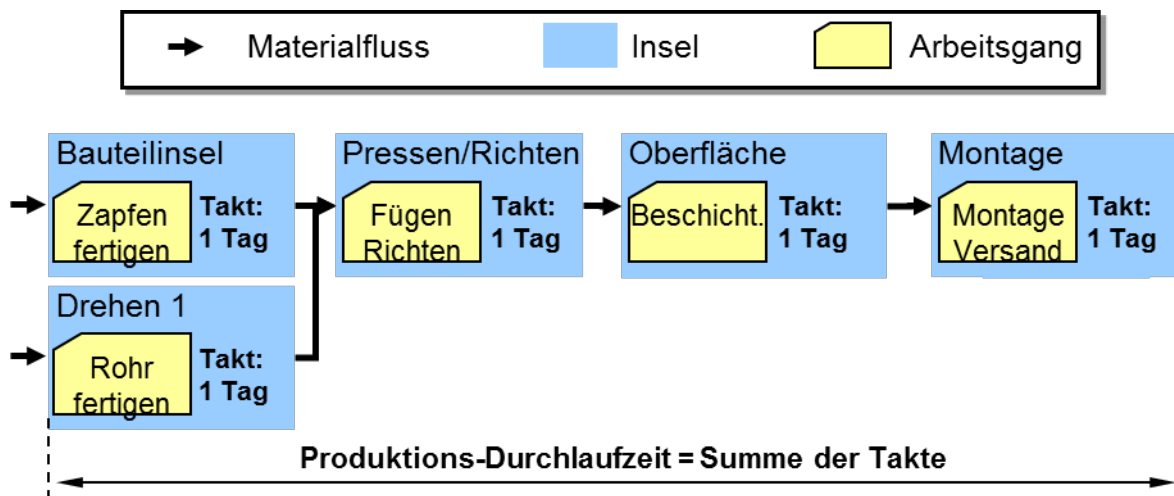 Materialfluss
Insel
Arbeitsgang
Bauteilinsel
Zapfen
fertigen
Takt:
1 Tag
Pressen/Richten
Fügen
Richten
Takt:
1 Tag
Oberfläche
Beschicht.
Takt:
1 Tag
Montage
Montage
Versand
Takt:
1 Tag
Drehen 1
Rohr
fertigen
Takt:
1 Tag
Produktions-Durchlaufzeit = Summe der Takte